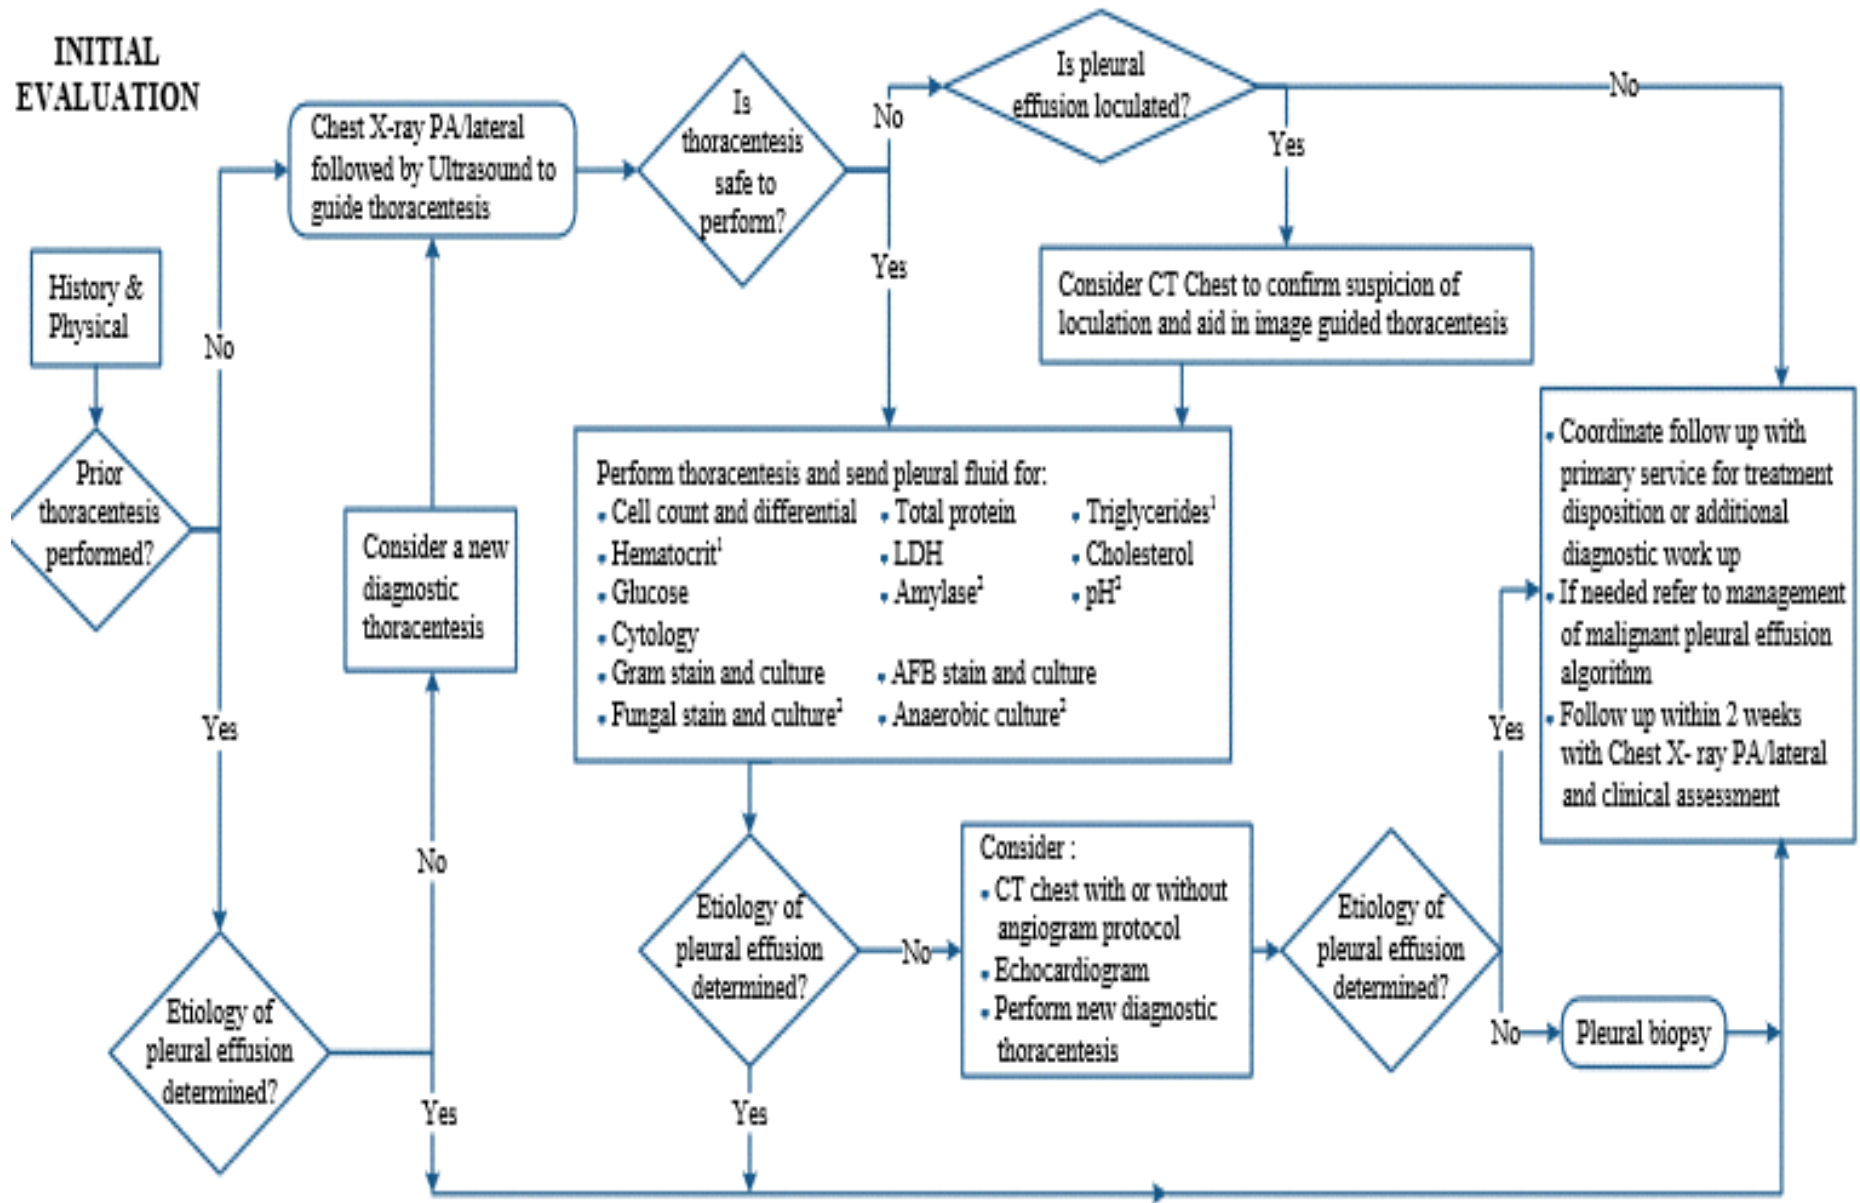 INITIAL
EVALUATION
History &
Physical
Prior
thoracentesis
performed?
No
Yes
Chest X-ray PA/lateral
followed by Ultrasound to
guide thoracentesis
Consider a new
diagnostic
thoracentesis
No
Etiology of
pleural effusion
determined?
Yes
Is
thoracentesis
safe to
perform?
No
Yes
Is pleural
effusion loculated?
No
Yes
Consider CT Chest to confirm suspicion of
loculation and aid in image guided thoracentesis
Perform thoracentesis and send pleural fluid for:
• Cell count and differential • Total protein • Triglycerides¹
• Hematocrit¹ • LDH • Cholesterol
• Glucose • Amylase² • pH²
• Cytology
• Gram stain and culture • AFB stain and culture
• Fungal stain and culture² • Anaerobic culture²
Etiology of
pleural effusion
determined?
No
Yes
Consider :
• CT chest with or without
angiogram protocol
• Echocardiogram
• Perform new diagnostic
thoracentesis
Etiology of
pleural effusion
determined?
Yes
No
Pleural biopsy
• Coordinate follow up with
primary service for treatment
disposition or additional
diagnostic work up
• If needed refer to management
of malignant pleural effusion
algorithm
• Follow up within 2 weeks
with Chest X- ray PA/lateral
and clinical assessment